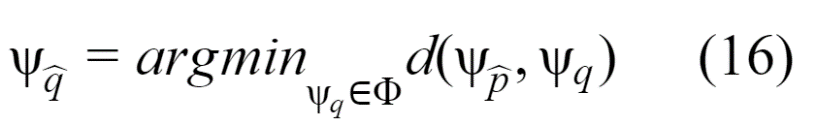 ψ_q̂ = argmin_{ψ_q∈Φ} d(ψ_p̂, ψ_q) (16)